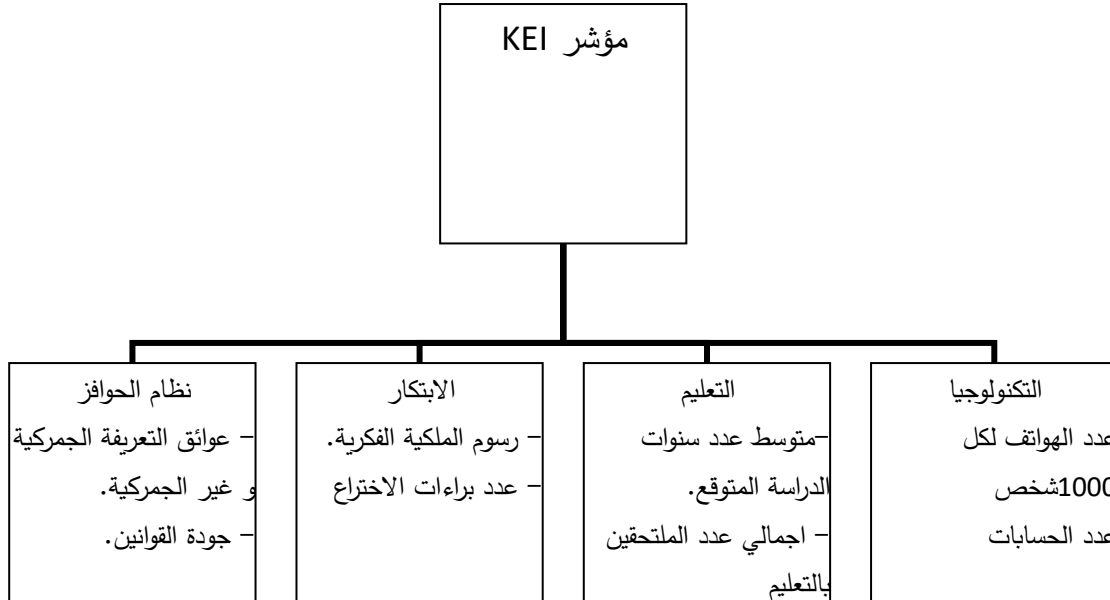 مؤشر KEI
التكنولوجيا
عدد الهواتف لكل
1000شخص
عدد الحسابات
التعليم
-متوسط عدد سنوات
الدراسة المتوقع.
- اجمالي عدد الملتحقين
بالتعليم
الابتكار
- رسوم الملكية الفكرية.
- عدد براءات الاختراع
نظام الحوافز
- عوائق التعريفة الجمركية
و غير الجمركية.
- جودة القوانين.